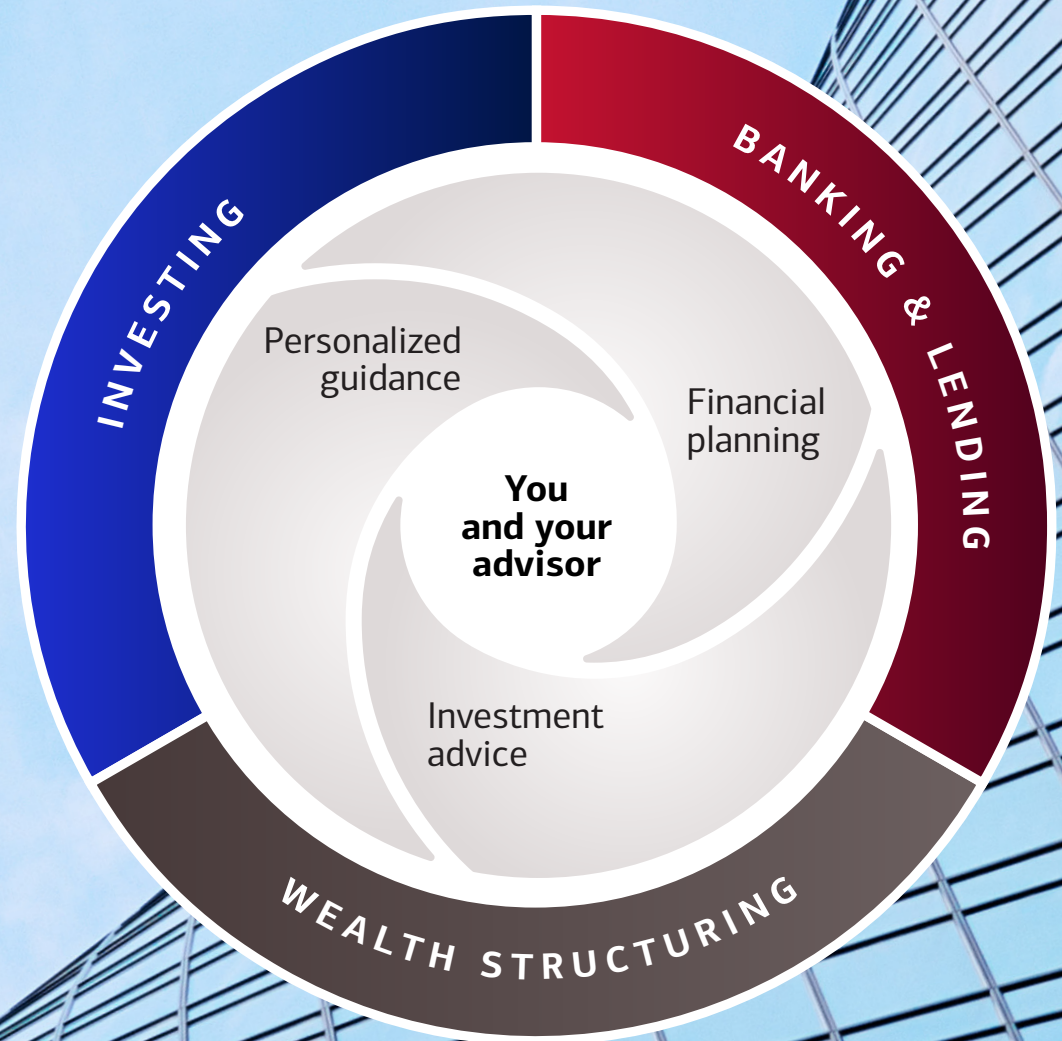 INVESTING
BANKING & LENDING
Personalized
guidance
Financial
planning
You
and your
advisor
Investment
advice
WEALTH STRUCTURING